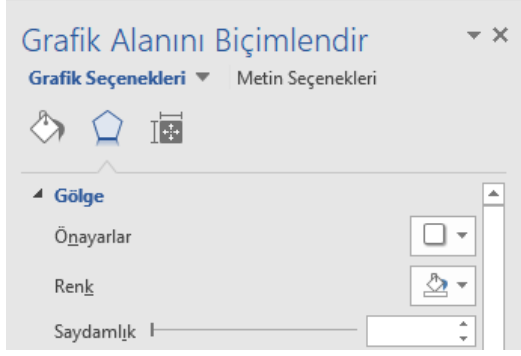 Grafik Alanını Biçimlendir
Grafik Seçenekleri Metin Seçenekleri
Gölge
Önayarlar
Renk
Saydamlık